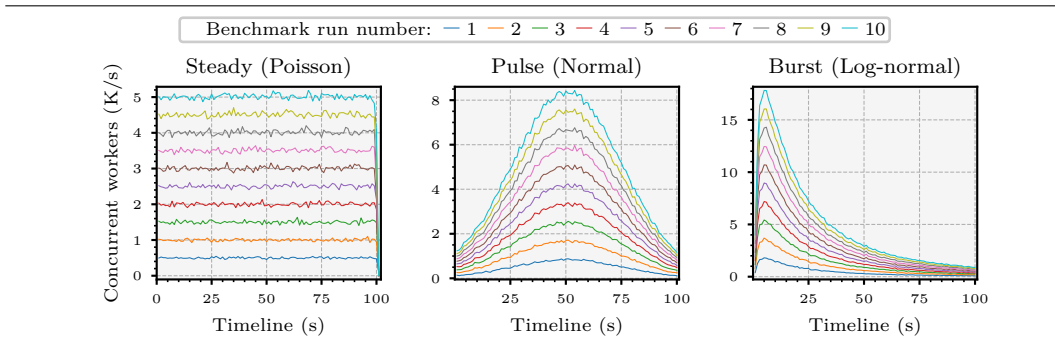 Benchmark run number: 1 2 3 4 5 6 7 8 9 10
Steady (Poisson) Pulse (Normal) Burst (Log-normal)
Concurrent workers (K/s)
5
4
3
2
1
0
0 25 50 75 100
Timeline (s)
8
6
4
2
0
25 50 75 100
Timeline (s)
15
10
5
0
25 50 75 100
Timeline (s)